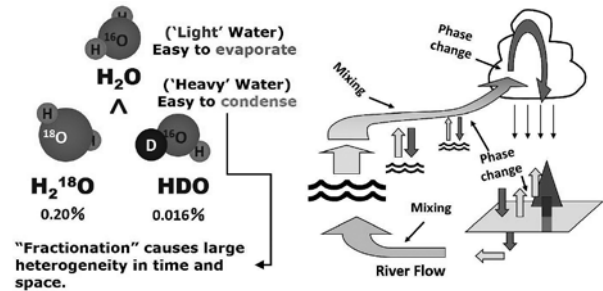 H
16O
H
('Light' Water)
Easy to evaporate
H2O
('Heavy' Water)
Easy to condense
<
H
18O
H
D
16O
H
H2^18O
HDO
0.20%
0.016%
"Fractionation" causes large
heterogeneity in time and
space.
Phase
change
Mixing
Phase
change
Mixing
River Flow